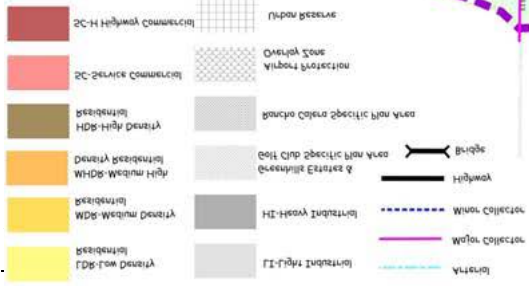 LDR-Low Density
Residential
MDR-Medium Density
Residential
MHDR-Medium High
Density Residential
HDR-High Density
Residential
SC-Service Commercial
SC-H Highway Commercial
LI-Light Industrial
HI-Heavy Industrial
Greenhills Estates &
Golf Club Specific Plan Area
Rancho Calera Specific Plan Area
Airport Protection
Overlay Zone
Urban Reserve
Arterial
Major Collector
Minor Collector
Highway
Bridge